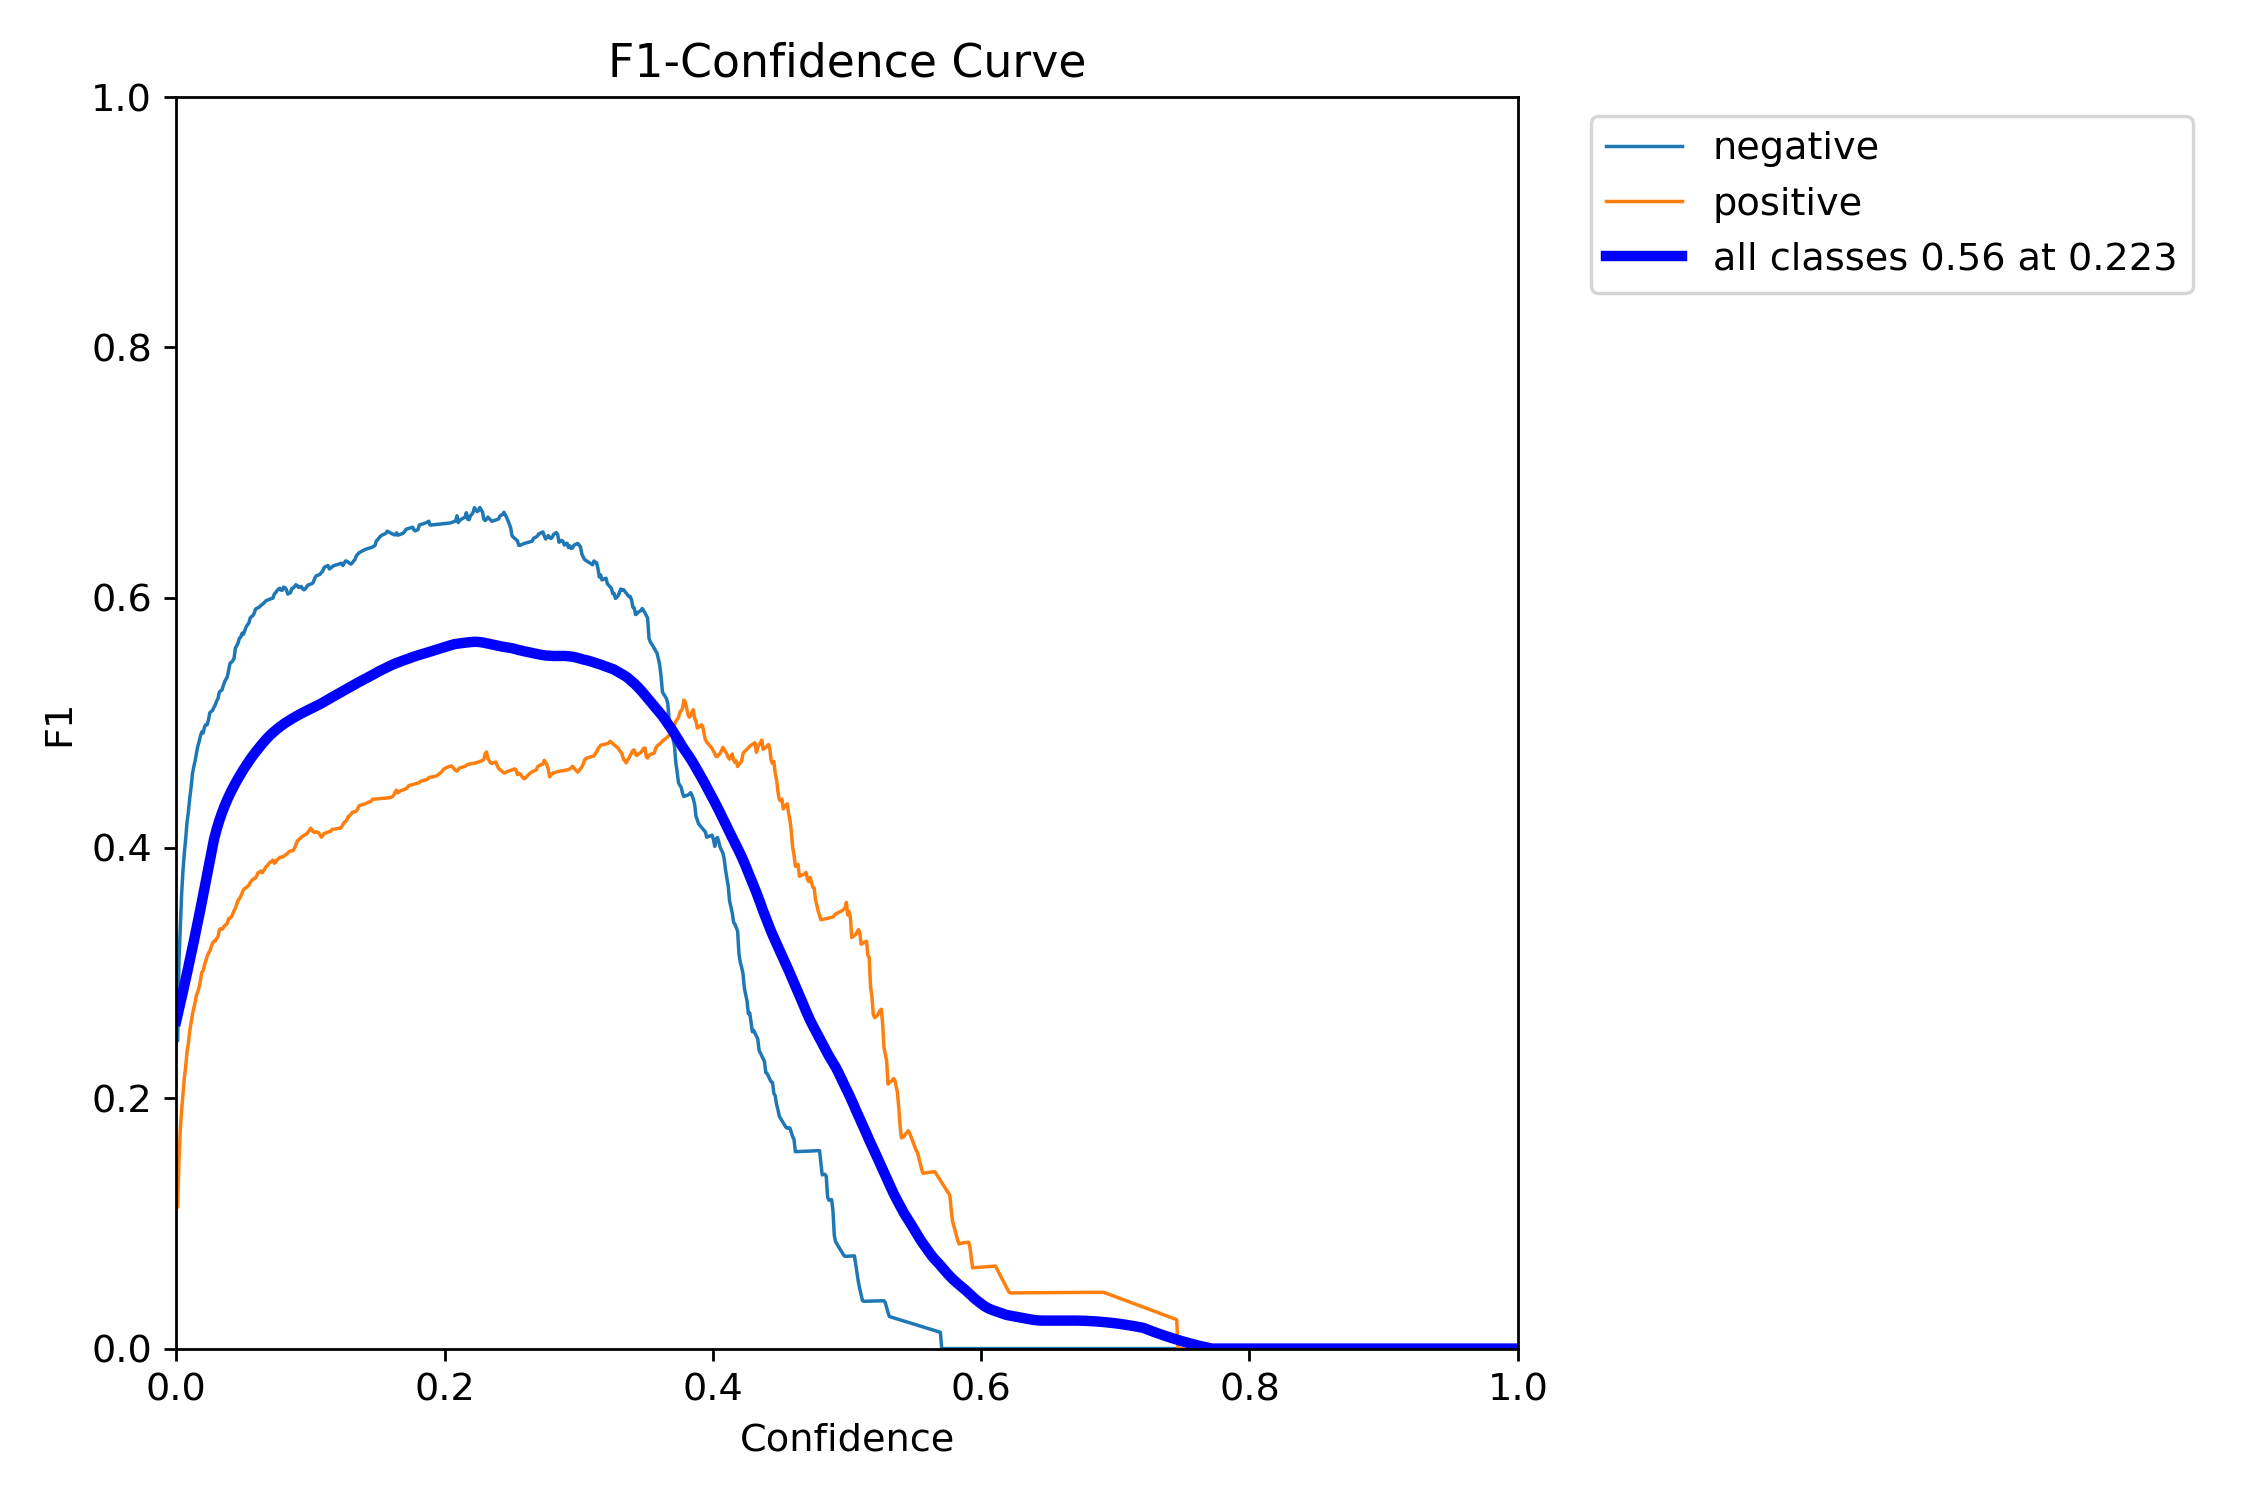 F1-Confidence Curve
1.0
0.8
0.6
0.4
0.2
0.0
F1
0.0 0.2 0.4 0.6 0.8 1.0
Confidence
negative
positive
all classes 0.56 at 0.223